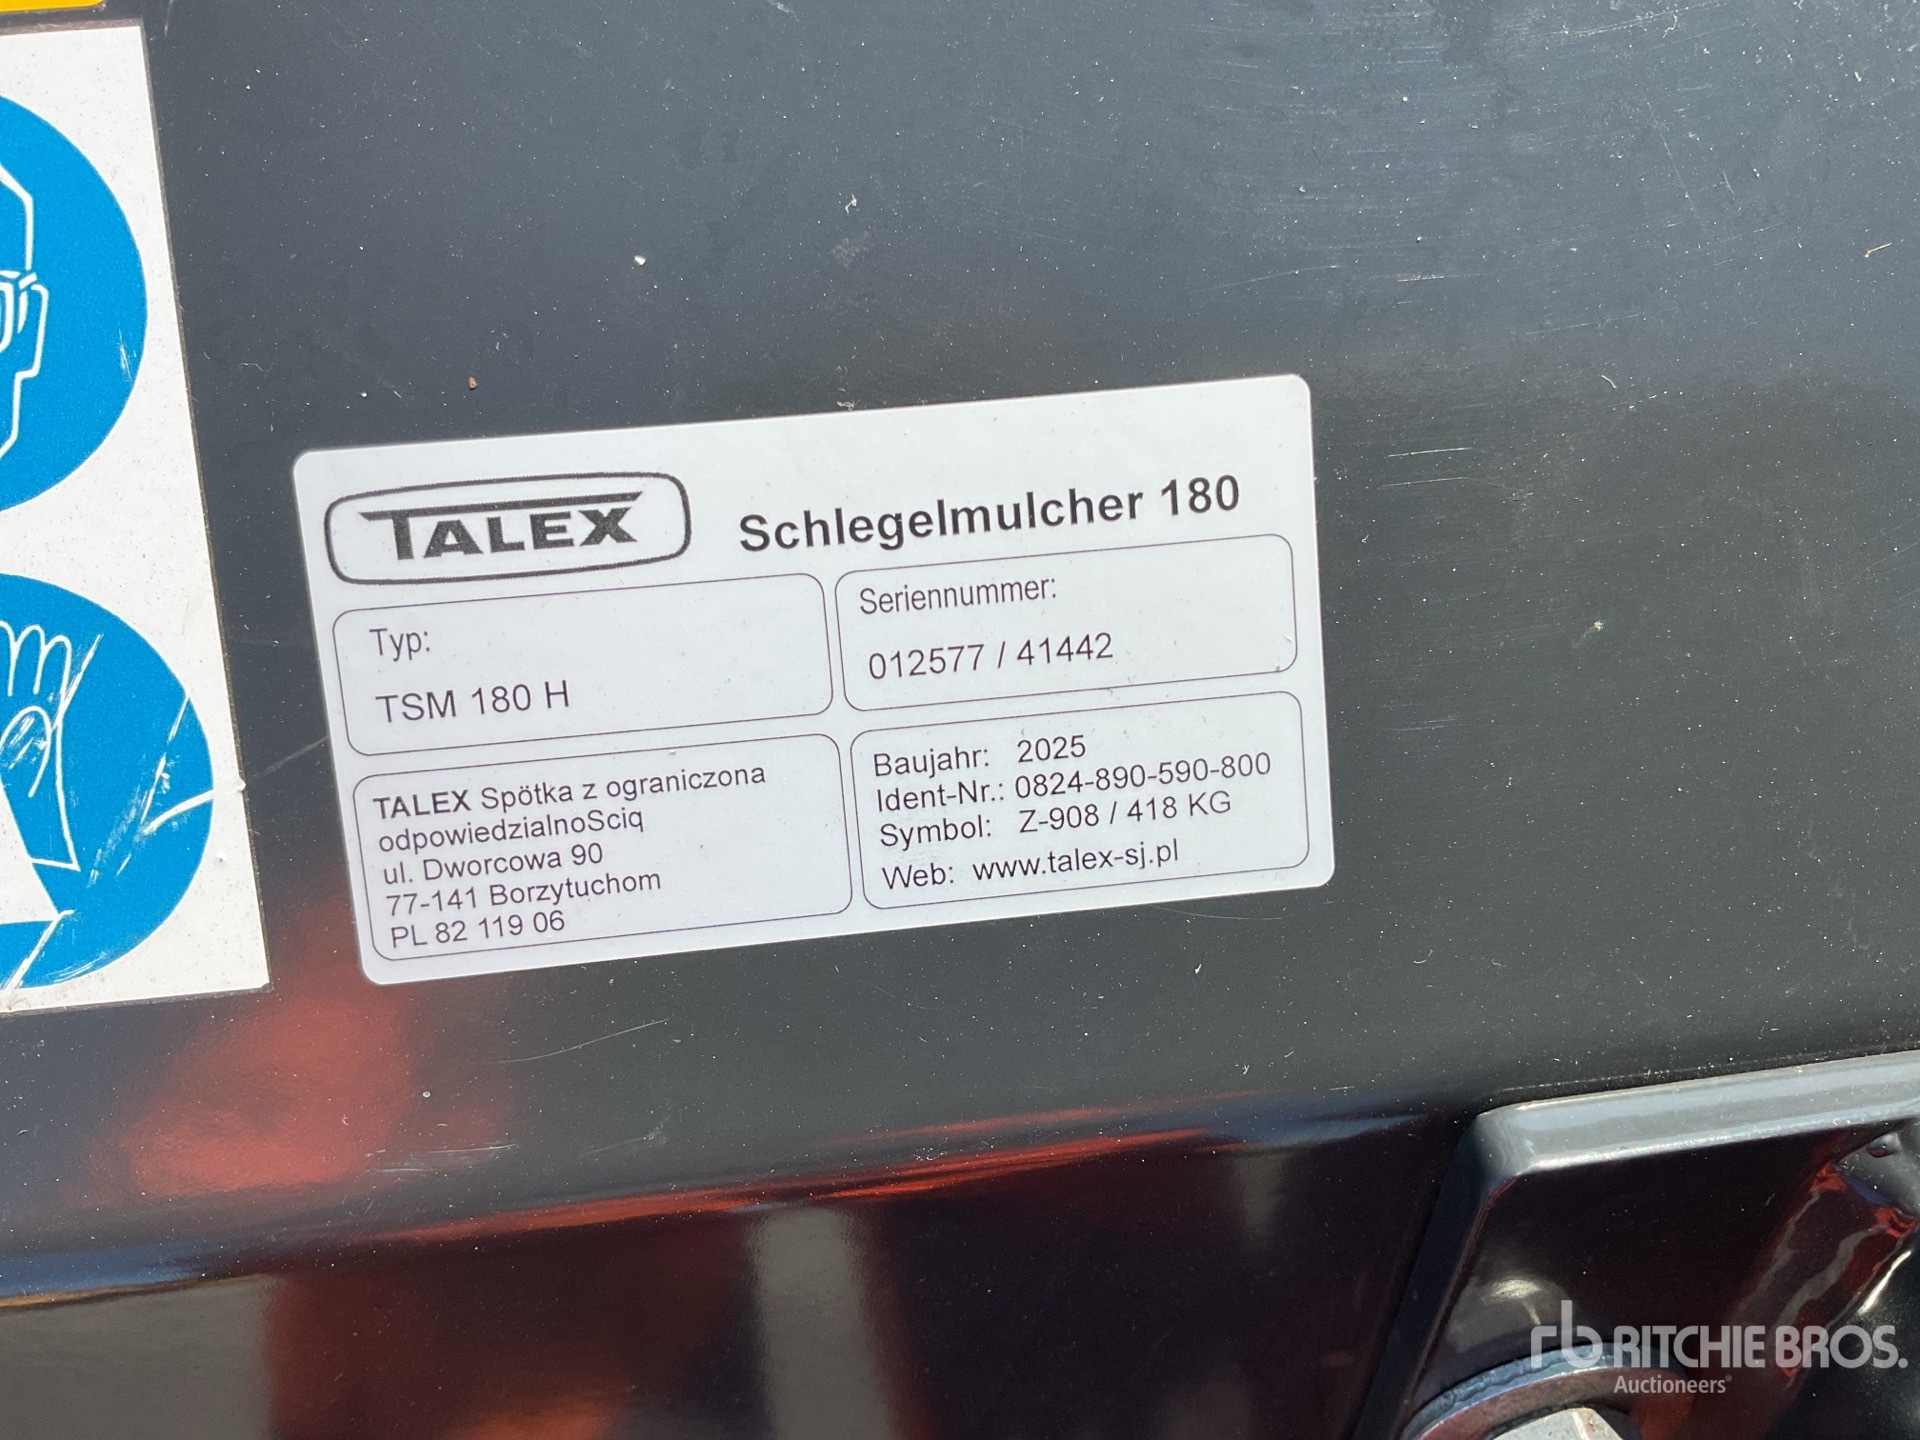 TALEX
Schlegelmulcher 180
Typ:
TSM 180 H
Seriennummer:
012577 / 41442
TALEX Spötka z ograniczona
odpowiedzialnoSciq
ul. Dworcowa 90
77-141 Borzytuchom
PL 82 119 06
Baujahr: 2025
Ident-Nr.: 0824-890-590-800
Symbol: Z-908 / 418 KG
Web: www.talex-sj.pl
rb RITCHIE BROS.
Auctioneers